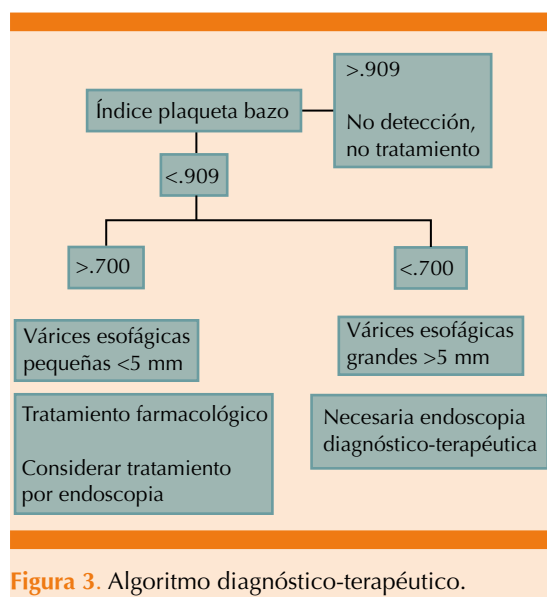 >.909
No detección,
no tratamiento
Índice plaqueta bazo
<.909
>.700
<.700
Várices esofágicas
pequeñas <5 mm
Várices esofágicas
grandes >5 mm
Tratamiento farmacológico
Considerar tratamiento
por endoscopia
Necesaria endoscopia
diagnóstico-terapéutica
Figura 3. Algoritmo diagnóstico-terapéutico.